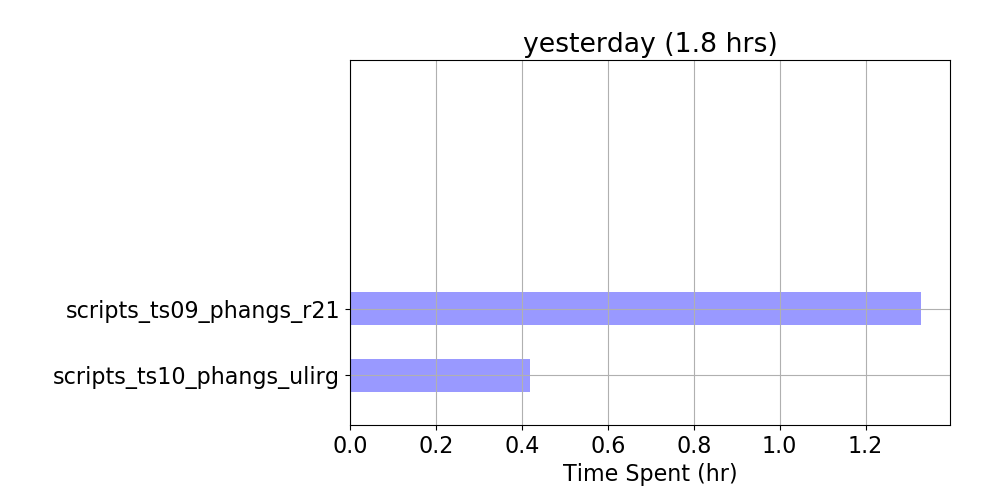 yesterday (1.8 hrs)
scripts_ts09_phangs_r21
scripts_ts10_phangs_ulirg
0.0 0.2 0.4 0.6 0.8 1.0 1.2
Time Spent (hr)